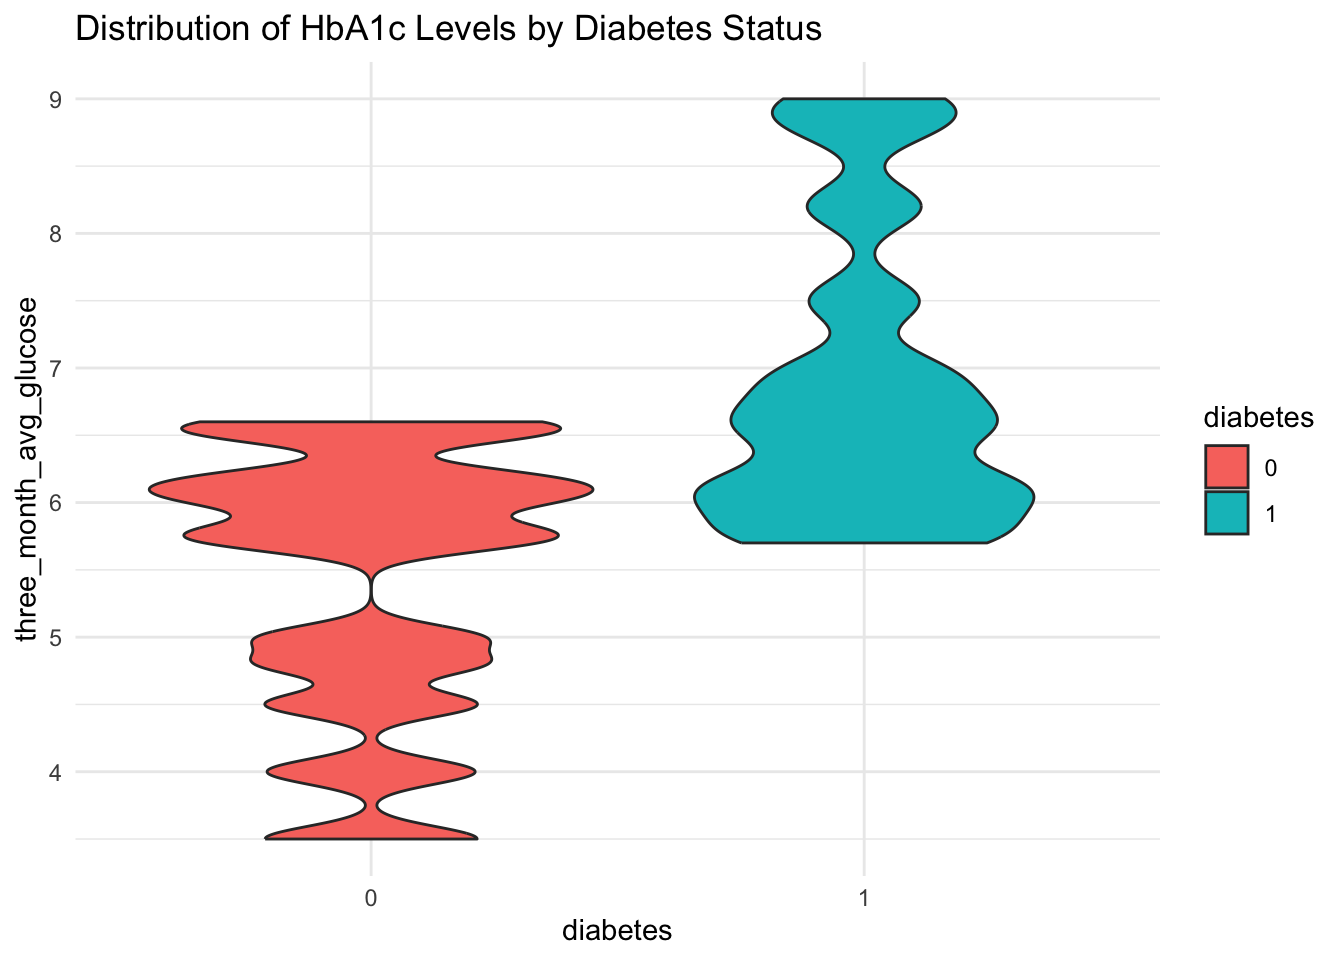 Distribution of HbA1c Levels by Diabetes Status
three_month_avg_glucose
9
8
7
6
5
4
0
1
diabetes
diabetes
0
1